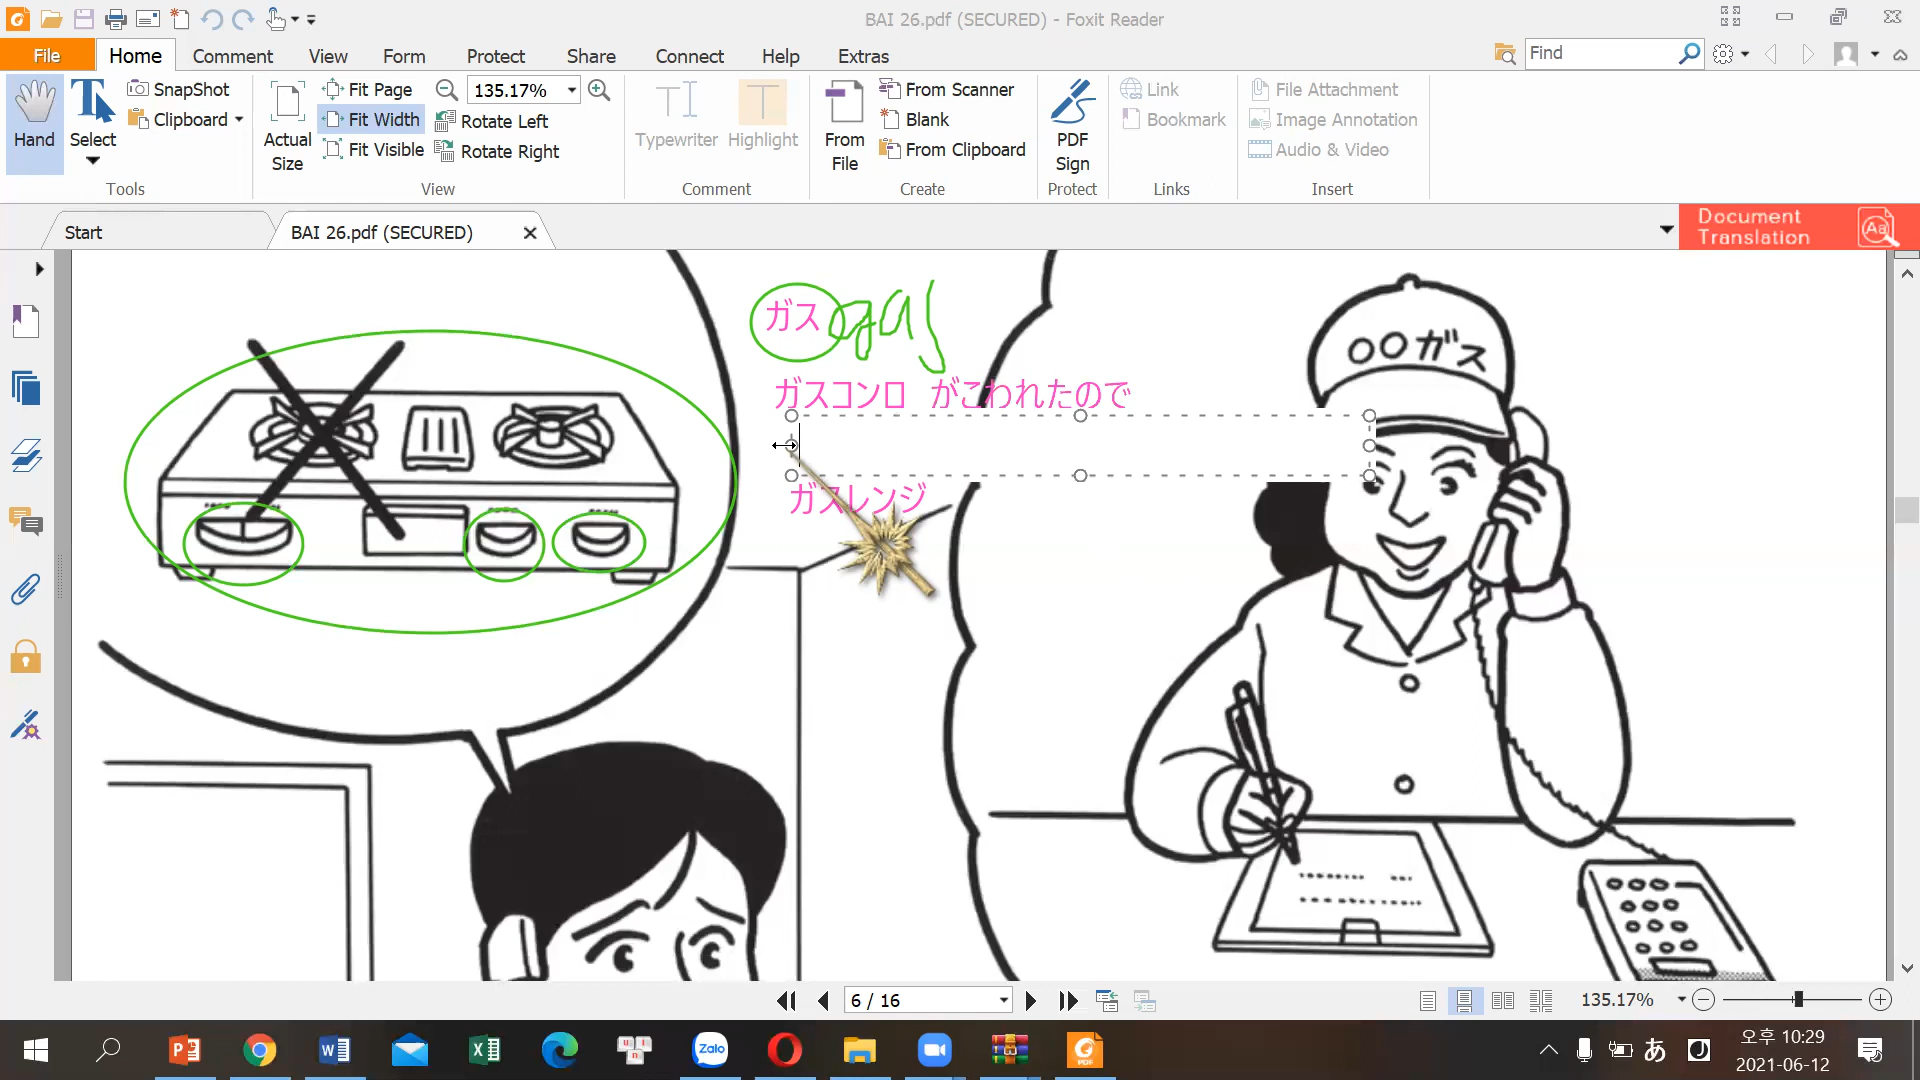 BAI 26.pdf (SECURED) - Foxit Reader
File
Home
Comment
View
Form
Protect
Share
Connect
Help
Extras
Find
Hand
Select
SnapShot
Clipboard
Tools
Actual Size
Fit Page
Fit Width
Fit Visible
135.17%
Rotate Left
Rotate Right
View
Typewriter
Highlight
Comment
From File
From Scanner
Blank
From Clipboard
Create
PDF Sign
Protect
Link
Bookmark
Links
File Attachment
Image Annotation
Audio & Video
Insert
Start
BAI 26.pdf (SECURED)
Document Translation
ガス
gas
〇〇ガス
ガスコンロ がこわれたので
ガスレンジ
6 / 16
135.17%
Zalo
あ
오후 10:29
2021-06-12